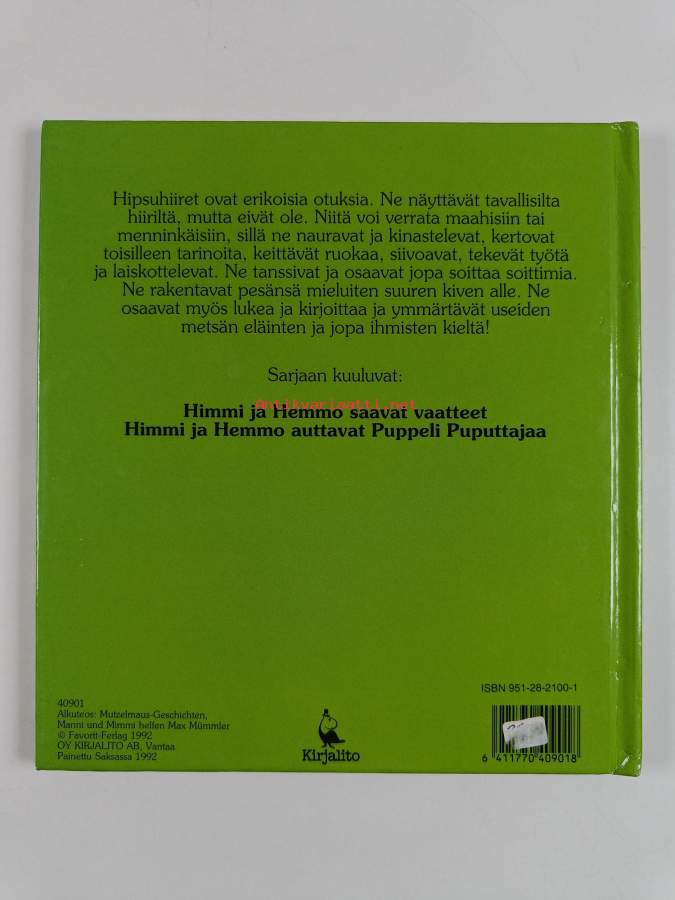 Hipsuhiiret ovat erikoisia otuksia. Ne näyttävät tavallisilta
hiiriltä, mutta eivät ole. Niitä voi verrata maahisiin tai
menninkäisiin, sillä ne nauravat ja kinastelevat, kertovat
toisilleen tarinoita, keittävät ruokaa, siivoavat, tekevät työtä
ja laiskottelevat. Ne tanssivat ja osaavat jopa soittaa soittimia.
Ne rakentavat pesänsä mieluiten suuren kiven alle. Ne
osaavat myös lukea ja kirjoittaa ja ymmärtävät useiden
metsän eläinten ja jopa ihmisten kieltä!
Sarjaan kuuluvat:
Antikvariaatti.net
Himmi ja Hemmo saavat vaatteet
Himmi ja Hemmo auttavat Puppeli Puputtajaa
ISBN 951-28-2100-1
40901
Alkuteos: Mutzelmaus-Geschichten,
Manni und Mimmi helfen Max Mümmler
© Favorit-Ferlag 1992
OY KIRJALITO AB, Vantaa
Painettu Saksassa 1992
Kirjalito
6 411770 409018